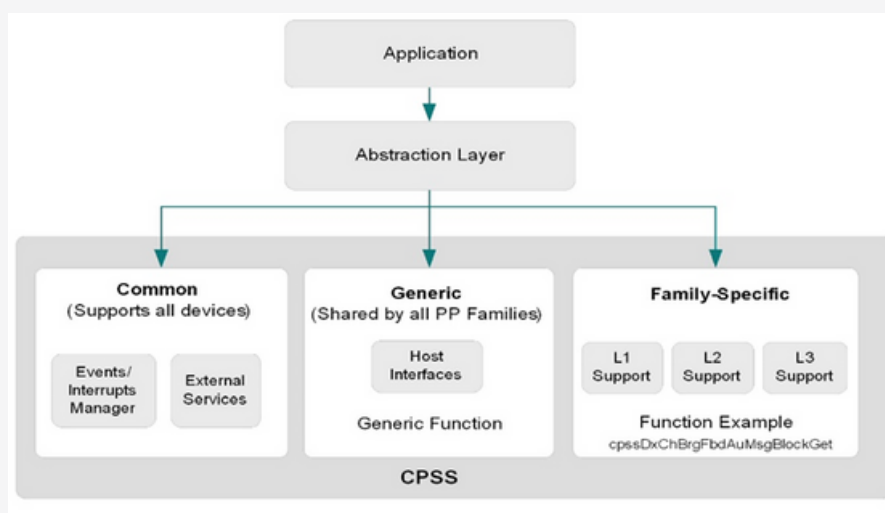 Application
Abstraction Layer
Common
(Supports all devices)
Events/
Interrupts
Manager
External
Services
Generic
(Shared by all PP Families)
Host
Interfaces
Generic Function
Family-Specific
L1
Support
L2
Support
L3
Support
Function Example
cpssDxChBrgFbdAuMsgBlockGet
CPSS